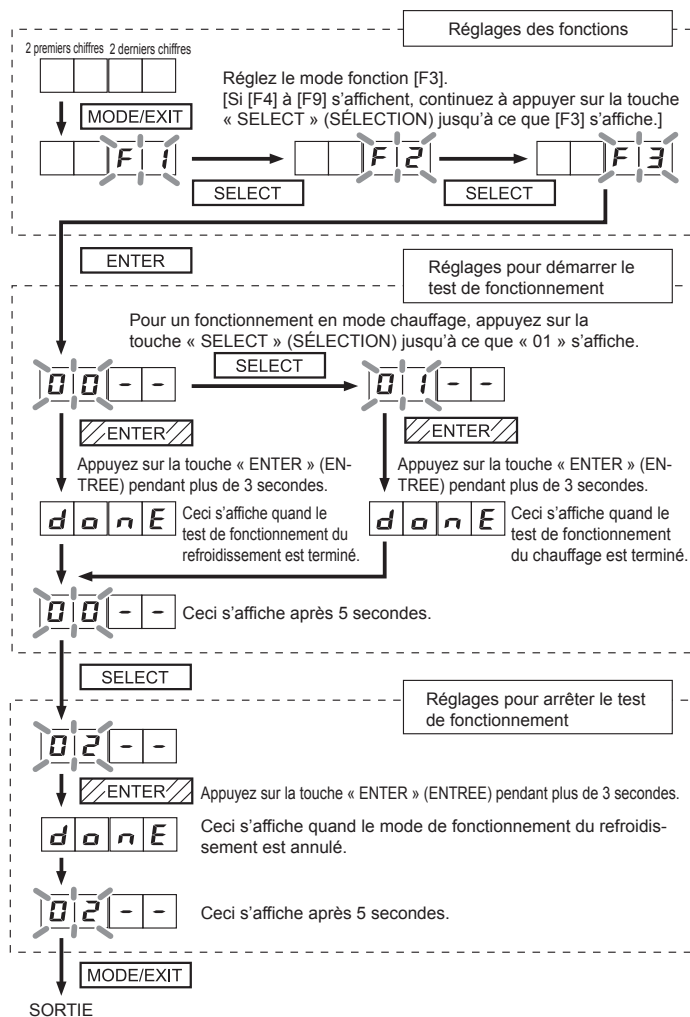 Réglages des fonctions
2 premiers chiffres 2 derniers chiffres
Réglez le mode fonction [F3].
[Si [F4] à [F9] s’affichent, continuez à appuyer sur la touche
« SELECT » (SÉLECTION) jusqu’à ce que [F3] s’affiche.]
MODE/EXIT
F 1
F 2
F 3
SELECT
SELECT
ENTER
Réglages pour démarrer le
test de fonctionnement
Pour un fonctionnement en mode chauffage, appuyez sur la
touche « SELECT » (SÉLECTION) jusqu’à ce que « 01 » s’affiche.
SELECT
0 0 - -
0 1 - -
ENTER
ENTER
Appuyez sur la touche « ENTER » (EN-
TREE) pendant plus de 3 secondes.
Appuyez sur la touche « ENTER » (EN-
TREE) pendant plus de 3 secondes.
d o n E
Ceci s’affiche quand le
test de fonctionnement du
refroidissement est terminé.
d o n E
Ceci s’affiche quand le
test de fonctionnement
du chauffage est terminé.
0 0 - -
Ceci s’affiche après 5 secondes.
SELECT
Réglages pour arrêter le test
de fonctionnement
0 2 - -
ENTER
Appuyez sur la touche « ENTER » (ENTREE) pendant plus de 3 secondes.
d o n E
Ceci s’affiche quand le mode de fonctionnement du refroidis-
sement est annulé.
0 2 - -
Ceci s’affiche après 5 secondes.
MODE/EXIT
SORTIE